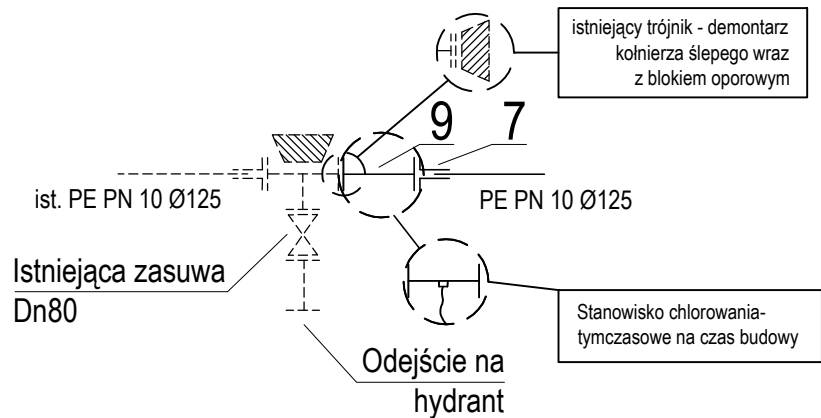 istniejący trójnik - demontarz
kołnierza ślepego wraz
z blokiem oporowym
9 7
ist. PE PN 10 Ø125
PE PN 10 Ø125
Istniejąca zasuwa
Dn80
Stanowisko chlorowania-
tymczasowe na czas budowy
Odejście na
hydrant